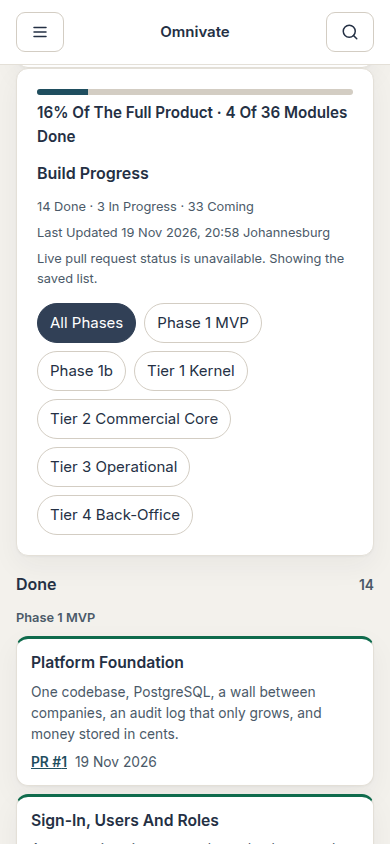 Omnivate
16% Of The Full Product · 4 Of 36 Modules
Done
Build Progress
14 Done · 3 In Progress · 33 Coming
Last Updated 19 Nov 2026, 20:58 Johannesburg
Live pull request status is unavailable. Showing the
saved list.
All Phases
Phase 1 MVP
Phase 1b
Tier 1 Kernel
Tier 2 Commercial Core
Tier 3 Operational
Tier 4 Back-Office
Done 14
Phase 1 MVP
Platform Foundation
One codebase, PostgreSQL, a wall between
companies, an audit log that only grows, and
money stored in cents.
PR #1 19 Nov 2026
Sign-In, Users And Roles